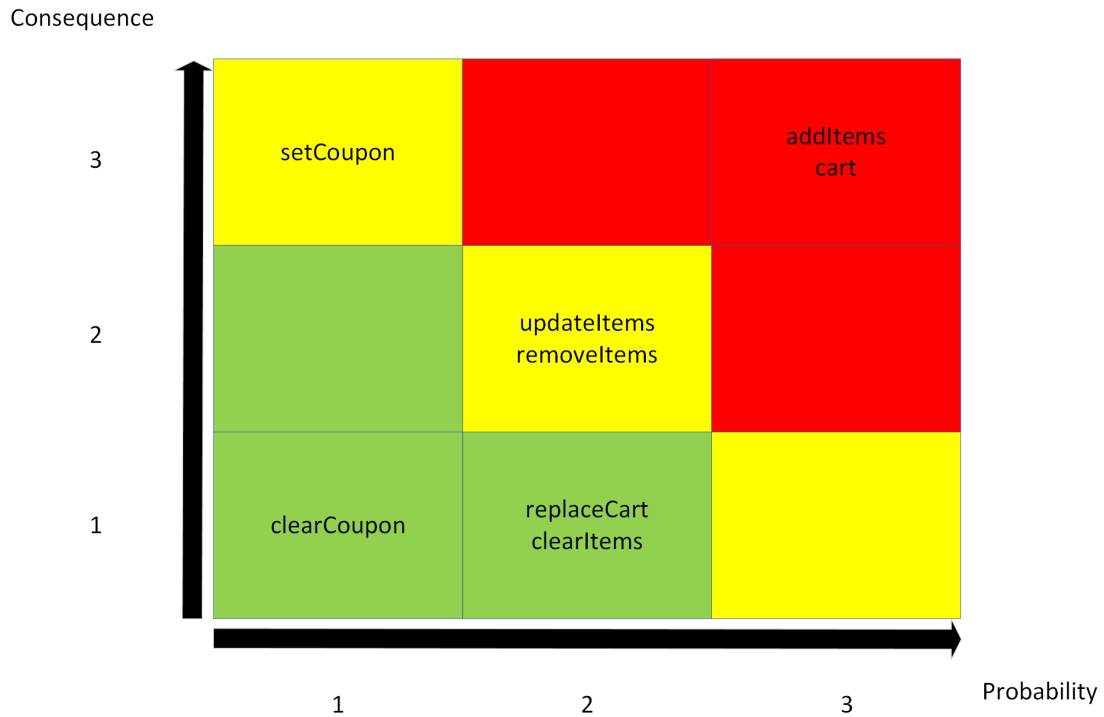 Consequence
3
setCoupon
addItems
cart
2
updateItems
removeItems
1
clearCoupon
replaceCart
clearItems
1
2
3
Probability